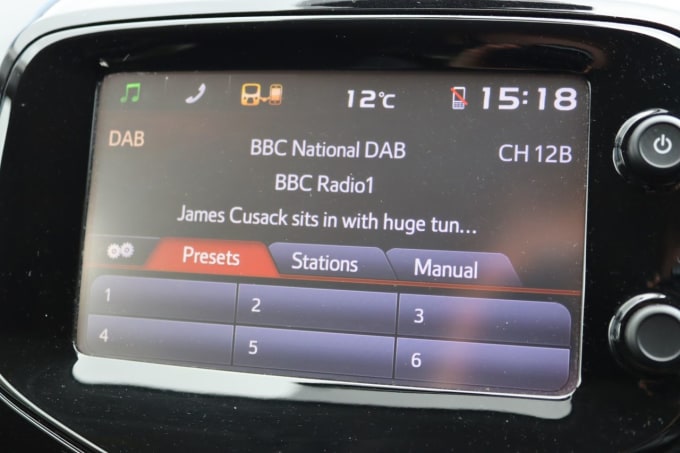 12°C 15:18
DAB
BBC National DAB
CH 12B
BBC Radio1
James Cusack sits in with huge tun...
Presets Stations Manual
1 2 3
4 5 6